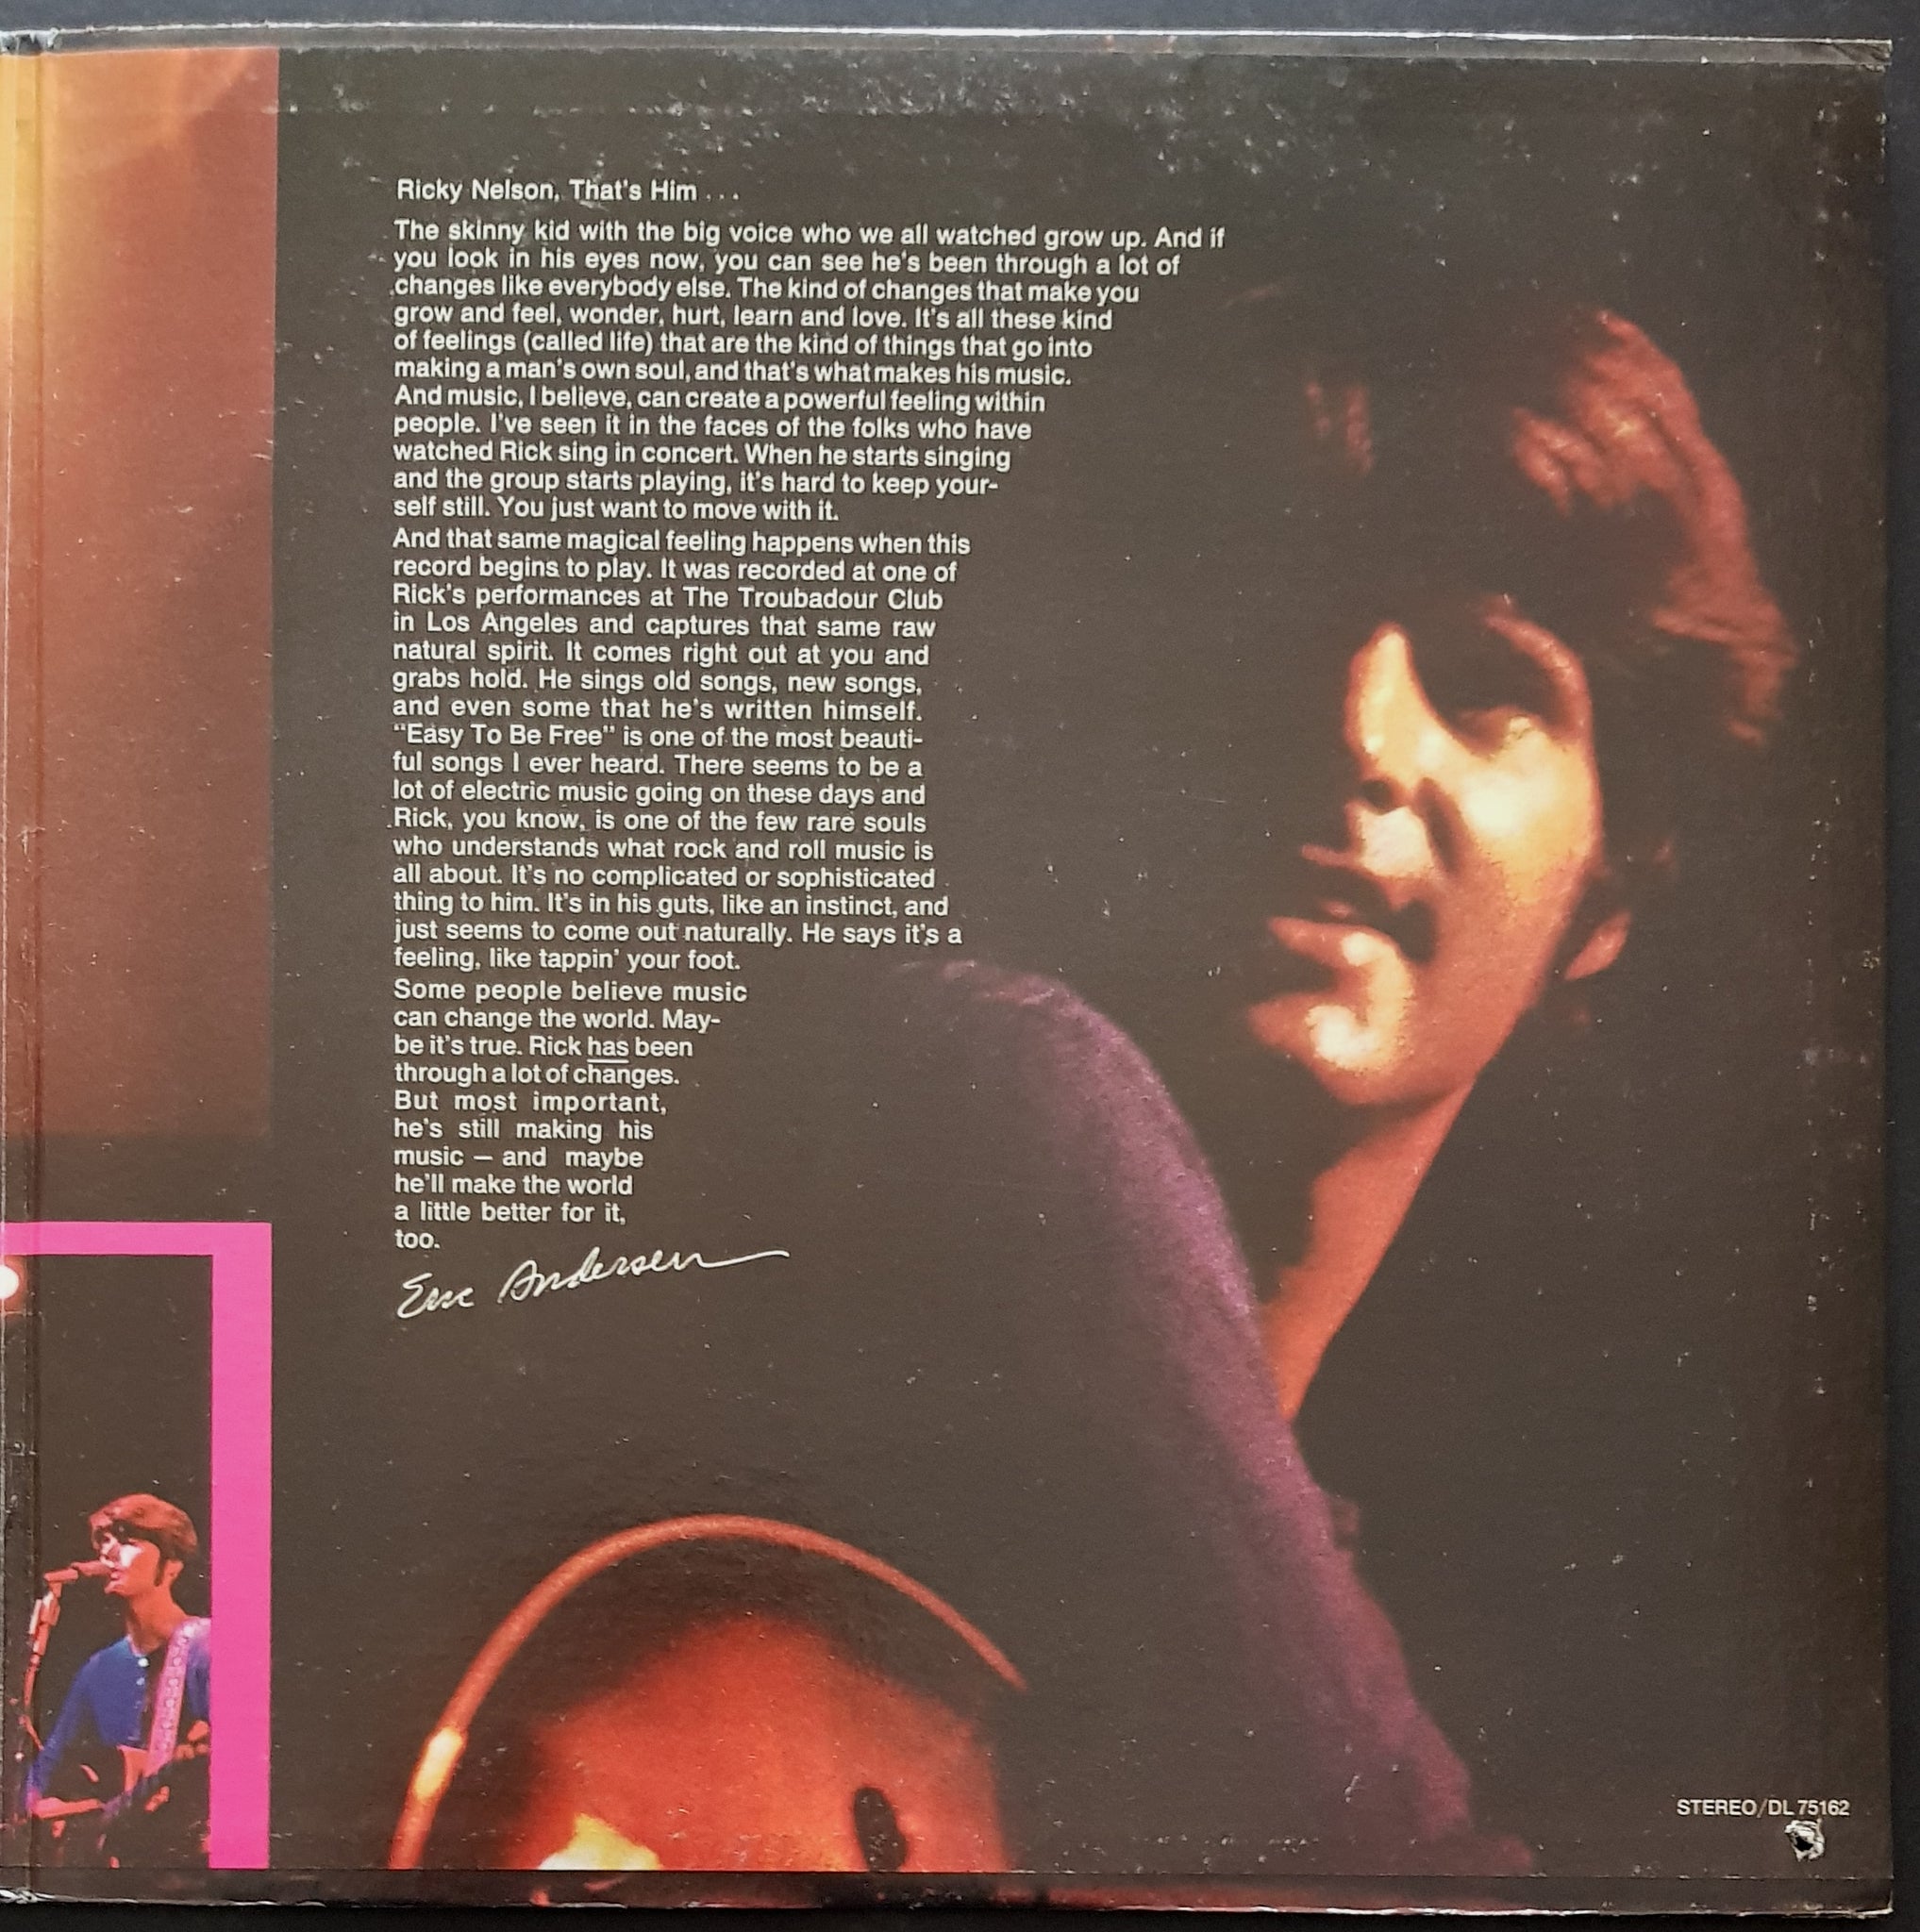 Ricky Nelson, That's Him . . .
The skinny kid with the big voice who we all watched grow up. And if
you look in his eyes now, you can see he's been through a lot of
changes like everybody else. The kind of changes that make you
grow and feel, wonder, hurt, learn and love. It's all these kind
of feelings (called life) that are the kind of things that go into
making a man's own soul, and that's what makes his music.
And music, I believe, can create a powerful feeling within
people. I've seen it in the faces of the folks who have
watched Rick sing in concert. When he starts singing
and the group starts playing, it's hard to keep your-
self still. You just want to move with it.
And that same magical feeling happens when this
record begins to play. It was recorded at one of
Rick's performances at The Troubadour Club
in Los Angeles and captures that same raw
natural spirit. It comes right out at you and
grabs hold. He sings old songs, new songs,
and even some that he's written himself.
"Easy To Be Free" is one of the most beauti-
ful songs I ever heard. There seems to be a
lot of electric music going on these days and
Rick, you know, is one of the few rare souls
who understands what rock and roll music is
all about. It's no complicated or sophisticated
thing to him. It's in his guts, like an instinct, and
just seems to come out naturally. He says it's a
feeling, like tappin' your foot.
Some people believe music
can change the world. May-
be it's true. Rick has been
through a lot of changes.
But most important,
he's still making his
music — and maybe
he'll make the world
a little better for it,
too.
Eric Andersen
STEREO/DL 75162